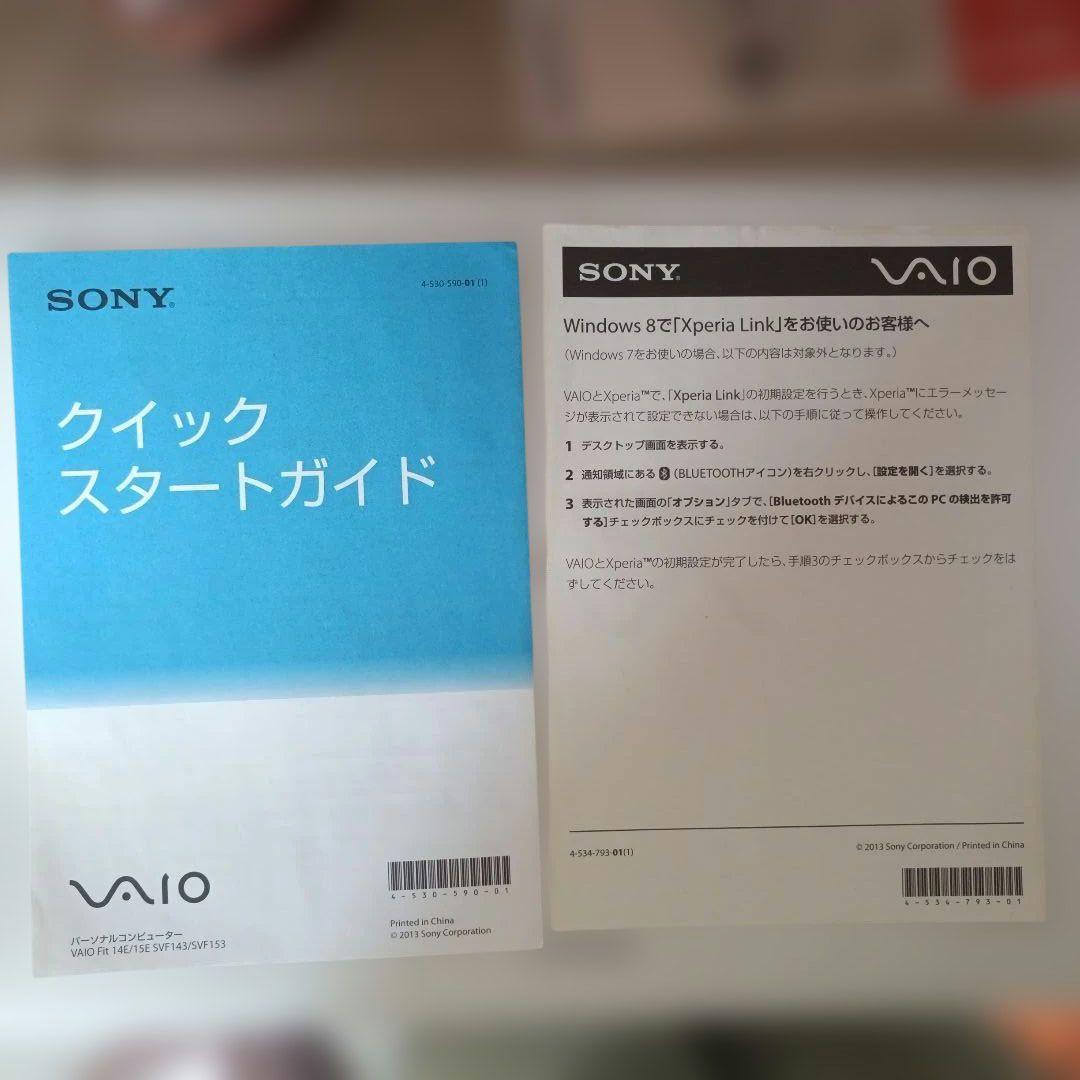 SONY®
4-530-590-01 (1)
クイック
スタートガイド
VAIO
パーソナルコンピューター
VAIO Fit 14E/15E SVF143/SVF153
4-530-590-01
Printed in China
© 2013 Sony Corporation
SONY®
VAIO
Windows 8で「Xperia Link」をお使いのお客様へ
（Windows 7をお使いの場合、以下の内容は対象外となります。）
VAIOとXperia™で、「Xperia Link」の初期設定を行うとき、Xperia™にエラーメッセー
ジが表示されて設定できない場合は、以下の手順に従って操作してください。
1 デスクトップ画面を表示する。
2 通知領域にある（BLUETOOTHアイコン）を右クリックし、［設定を開く］を選択する。
3 表示された画面の「オプション」タブで、［Bluetooth デバイスによるこの PC の検出を許可
する］チェックボックスにチェックを付けて［OK］を選択する。
VAIOとXperia™の初期設定が完了したら、手順3のチェックボックスからチェックをは
ずしてください。
4-534-793-01(1)
© 2013 Sony Corporation / Printed in China
4-534-793-01